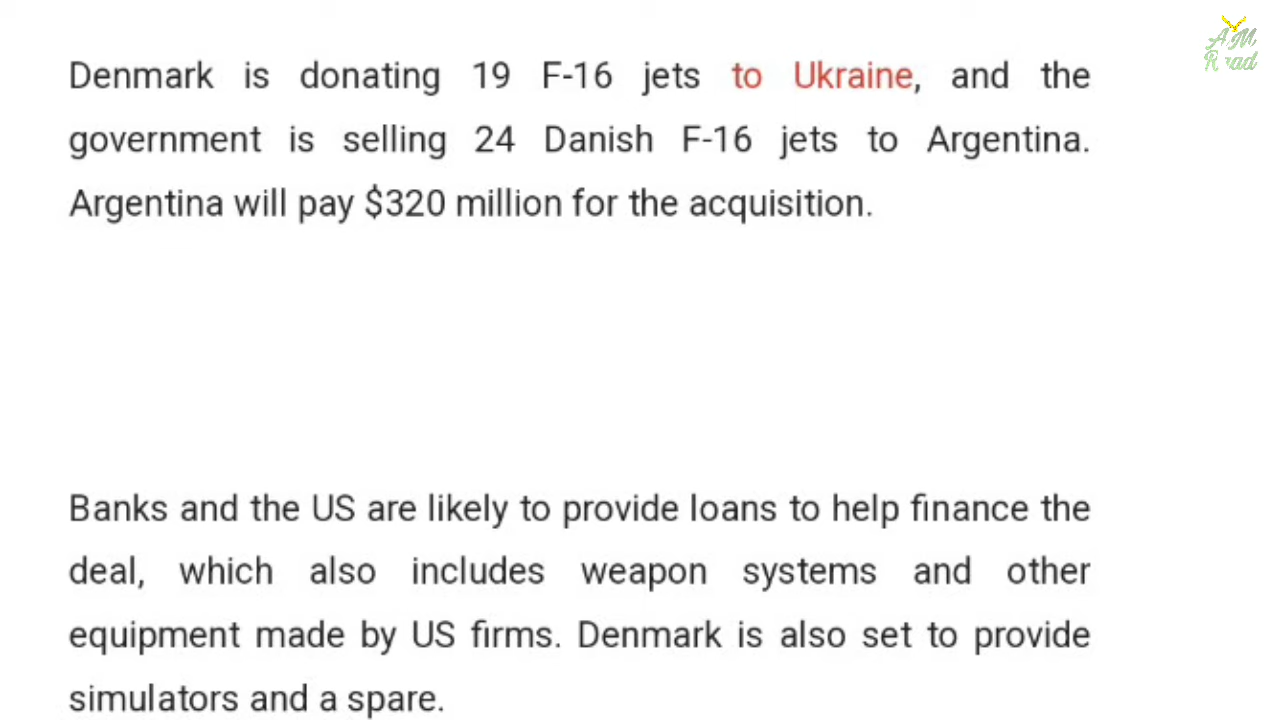 Denmark is donating 19 F-16 jets to Ukraine, and the
government is selling 24 Danish F-16 jets to Argentina.
Argentina will pay $320 million for the acquisition.
Banks and the US are likely to provide loans to help finance the
deal, which also includes weapon systems and other
equipment made by US firms. Denmark is also set to provide
simulators and a spare.
AM